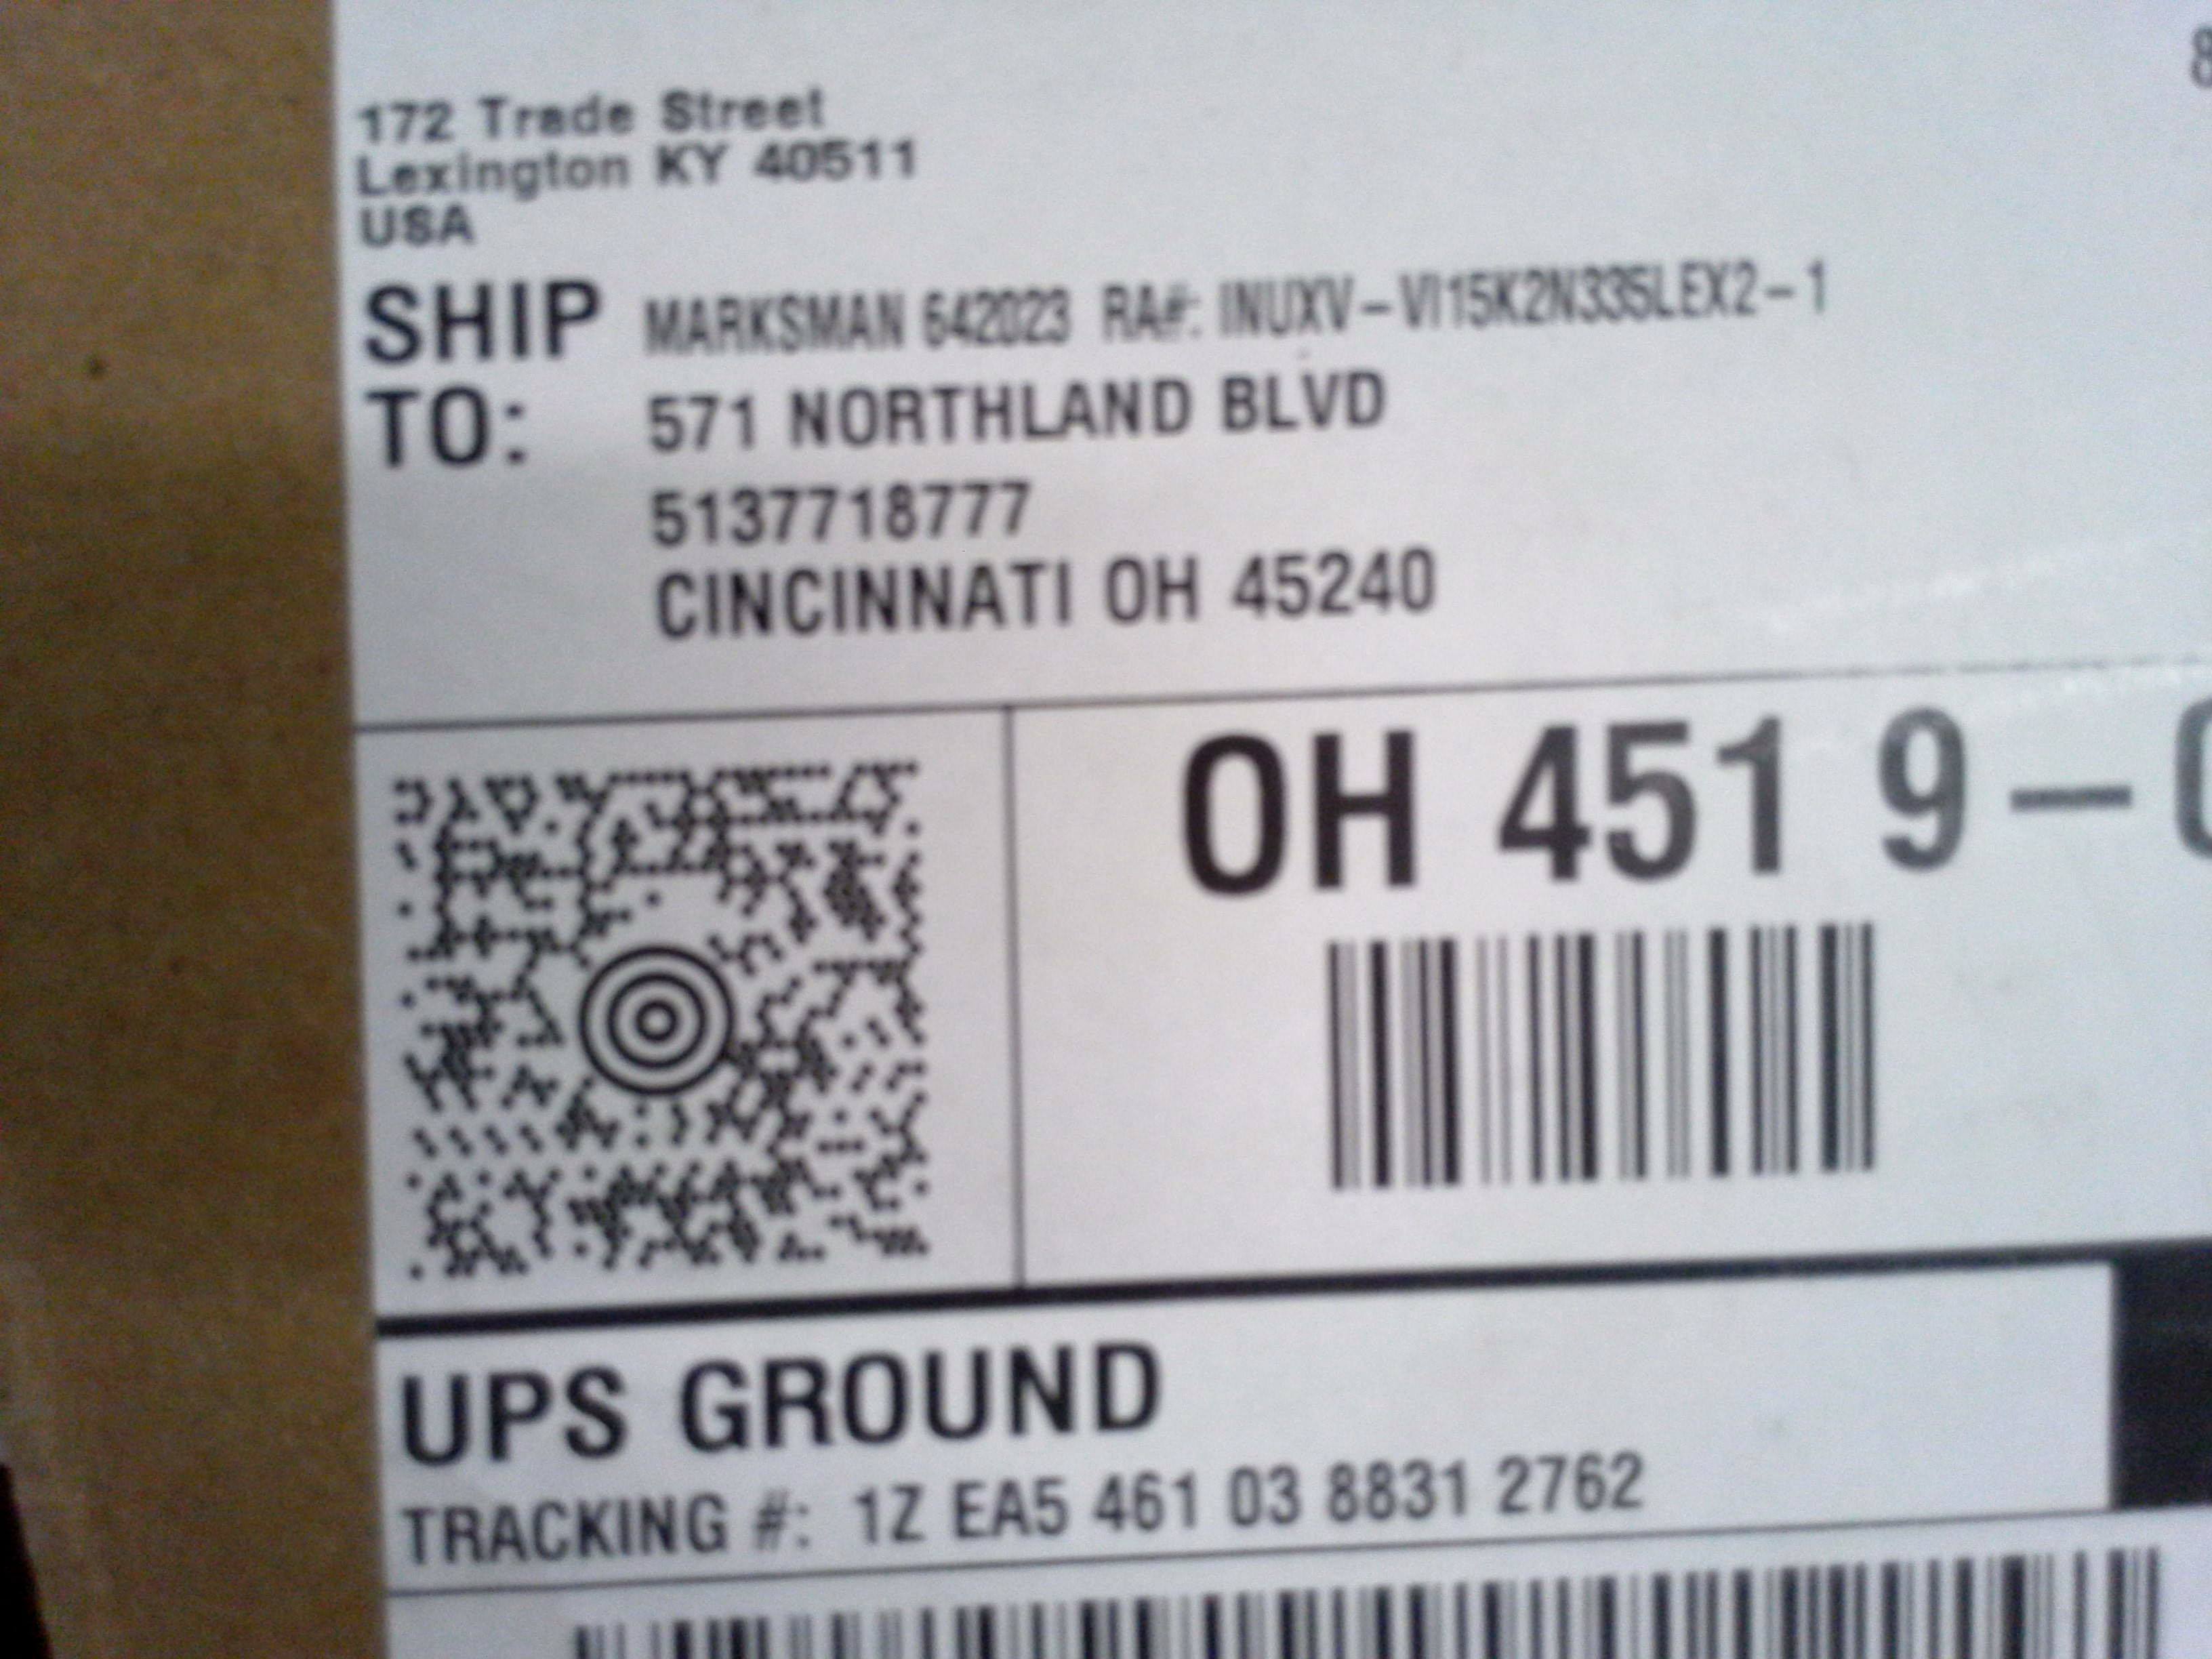 172 Trade Street
Lexington KY 40511
USA
SHIP TO:
MARKSMAN 642023 RA#: INUXV-VI15K2N335LEX2-1
571 NORTHLAND BLVD
5137718777
CINCINNATI OH 45240
OH 451 9-
UPS GROUND
TRACKING #: 1Z EA5 461 03 8831 2762